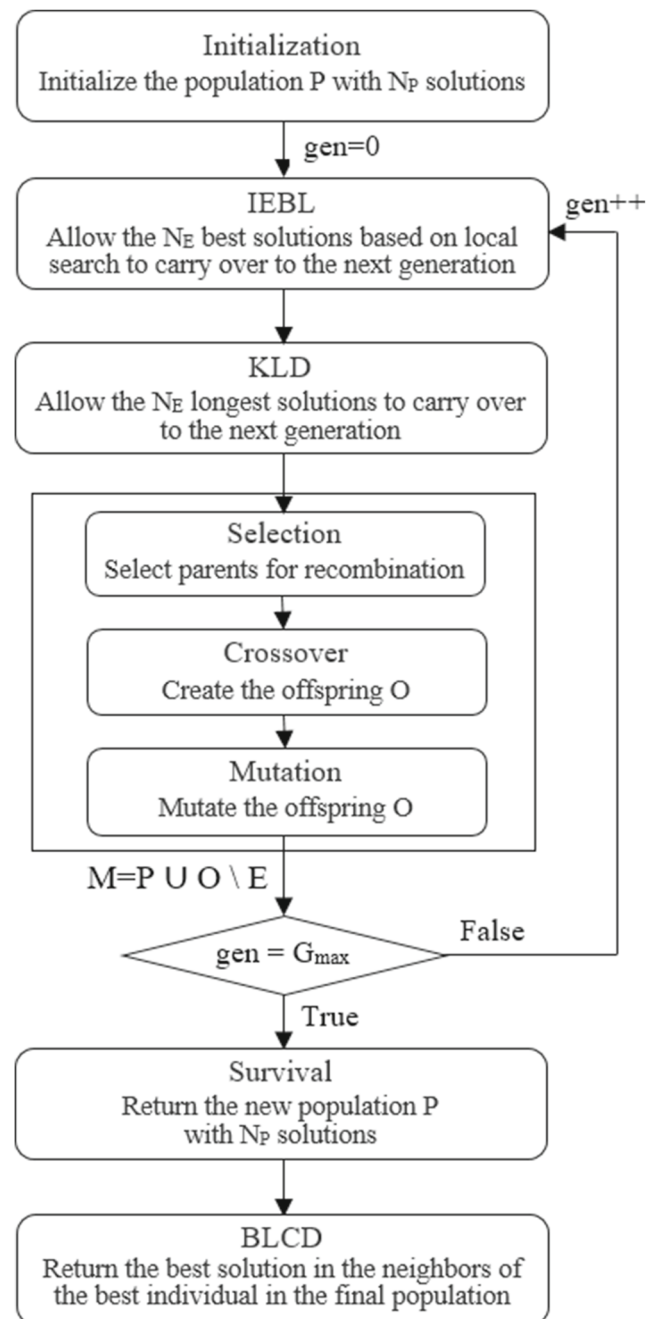 Initialization
Initialize the population P with NP solutions
gen=0
IEBL
Allow the NE best solutions based on local
search to carry over to the next generation
gen++
KLD
Allow the NE longest solutions to carry over
to the next generation
Selection
Select parents for recombination
Crossover
Create the offspring O
Mutation
Mutate the offspring O
M=P ∪ O \ E
gen = Gmax
False
True
Survival
Return the new population P
with NP solutions
BLCD
Return the best solution in the neighbors of
the best individual in the final population